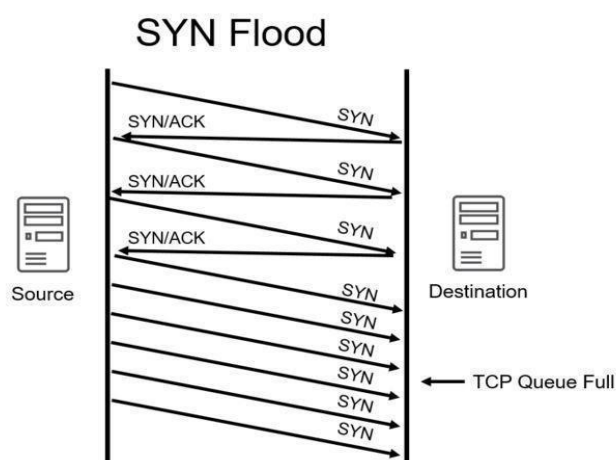 SYN Flood
SYN
SYN/ACK
SYN
SYN/ACK
SYN
SYN/ACK
Source
Destination
SYN
SYN
SYN
SYN
TCP Queue Full
SYN
SYN